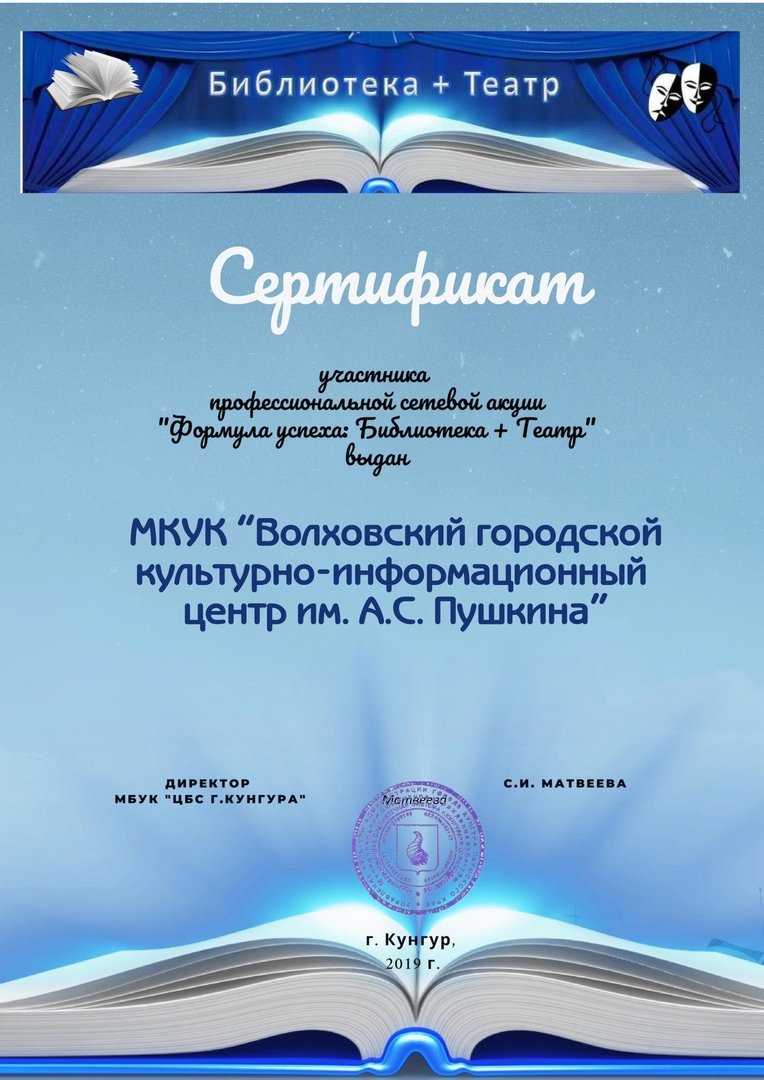 Библиотека + Театр
Сертификат
участника
профессиональной сетевой акции
"Формула успеха: Библиотека + Театр"
выдан
МКУК "Волховский городской
культурно-информационный
центр им. А.С. Пушкина"
ДИРЕКТОР
МБУК "ЦБС Г.КУНГУРА"
Матвеева
С.И. МАТВЕЕВА
г. Кунгур,
2019 г.